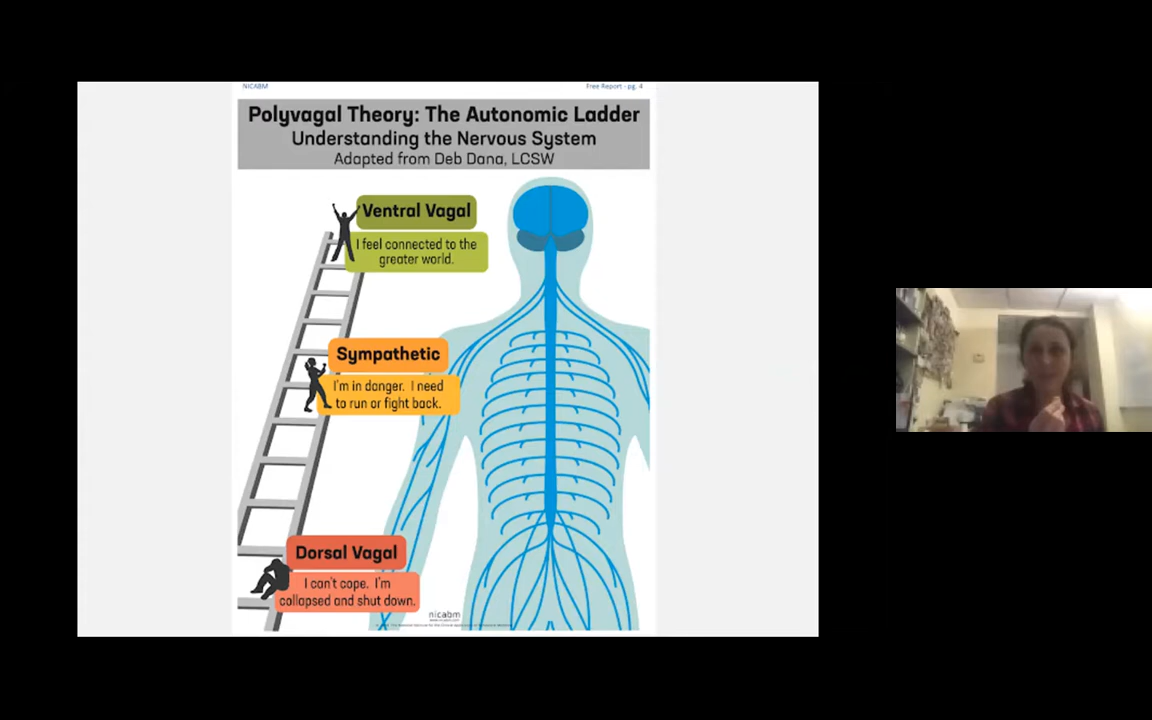 NICABM
Free Report - pg. 4
Polyvagal Theory: The Autonomic Ladder
Understanding the Nervous System
Adapted from Deb Dana, LCSW
Ventral Vagal
I feel connected to the
greater world.
Sympathetic
I'm in danger. I need
to run or fight back.
Dorsal Vagal
I can't cope. I'm
collapsed and shut down.
nicabm